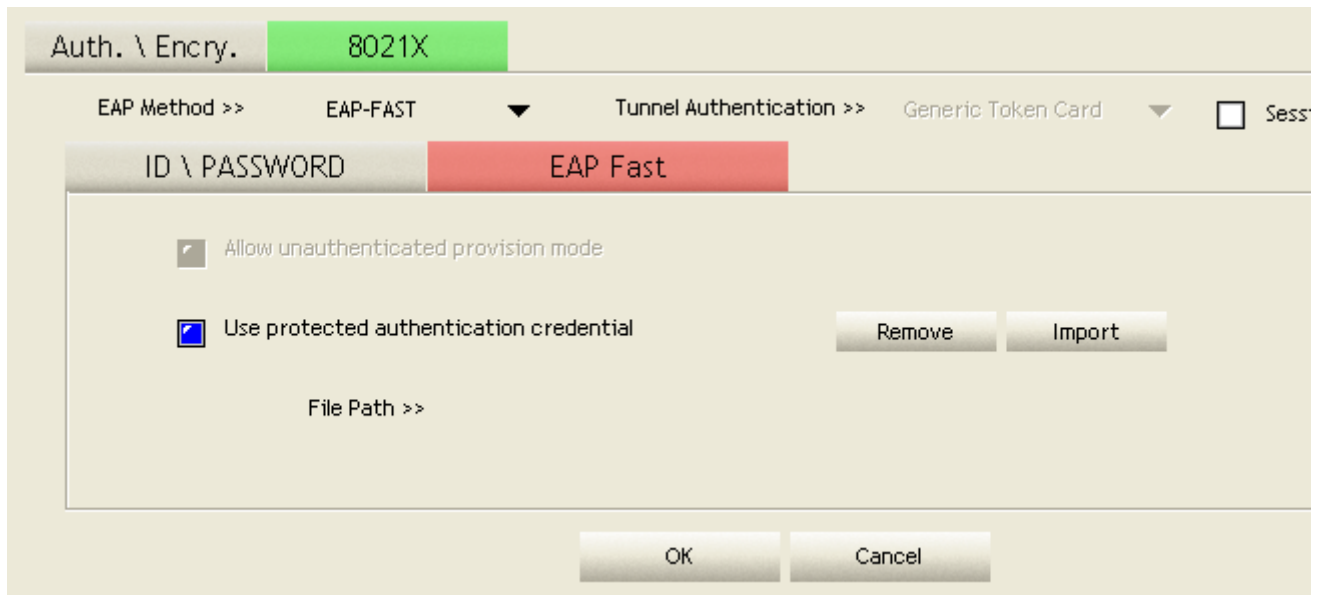 Auth. \ Encry. 8021X
EAP Method >> EAP-FAST Tunnel Authentication >> Generic Token Card
ID \ PASSWORD EAP Fast
Allow unauthenticated provision mode
Use protected authentication credential Remove Import
File Path >>
OK Cancel